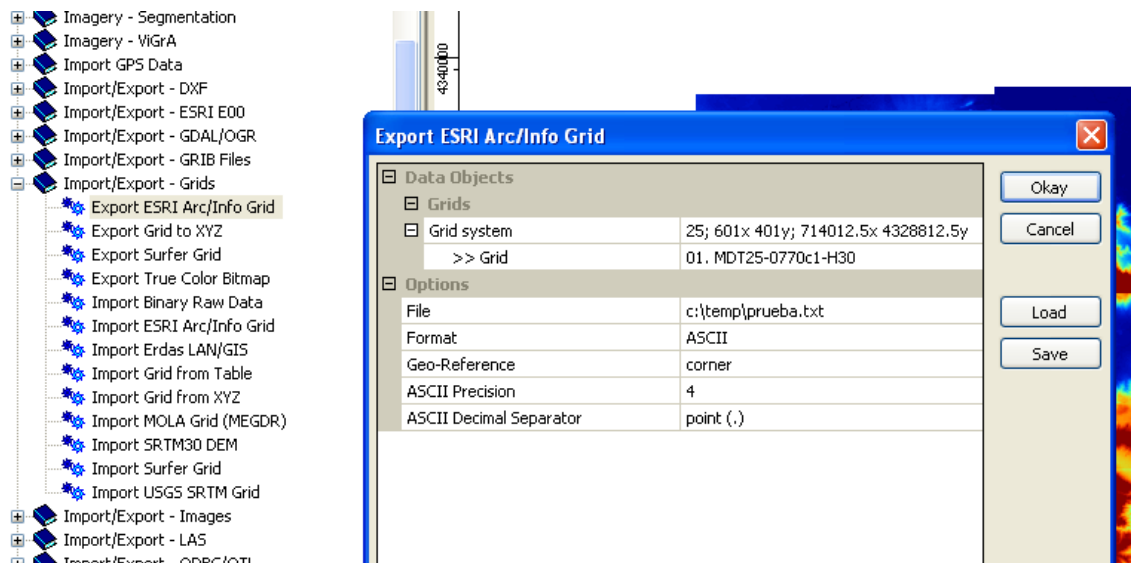 Imagery - Segmentation
Imagery - ViGrA
Import GPS Data
Import/Export - DXF
Import/Export - ESRI E00
Import/Export - GDAL/OGR
Import/Export - GRIB Files
Import/Export - Grids
Export ESRI Arc/Info Grid
Export Grid to XYZ
Export Surfer Grid
Export True Color Bitmap
Import Binary Raw Data
Import ESRI Arc/Info Grid
Import Erdas LAN/GIS
Import Grid from Table
Import Grid from XYZ
Import MOLA Grid (MEGDR)
Import SRTM30 DEM
Import Surfer Grid
Import USGS SRTM Grid
Import/Export - Images
Import/Export - LAS
Import/Export - ODBC/OTL
4340000
Export ESRI Arc/Info Grid
Data Objects
Grids
Grid system 25; 601x 401y; 714012.5x 4328812.5y
>> Grid 01. MDT25-0770c1-H30
Options
File c:\temp\prueba.txt
Format ASCII
Geo-Reference corner
ASCII Precision 4
ASCII Decimal Separator point (.)
Okay
Cancel
Load
Save